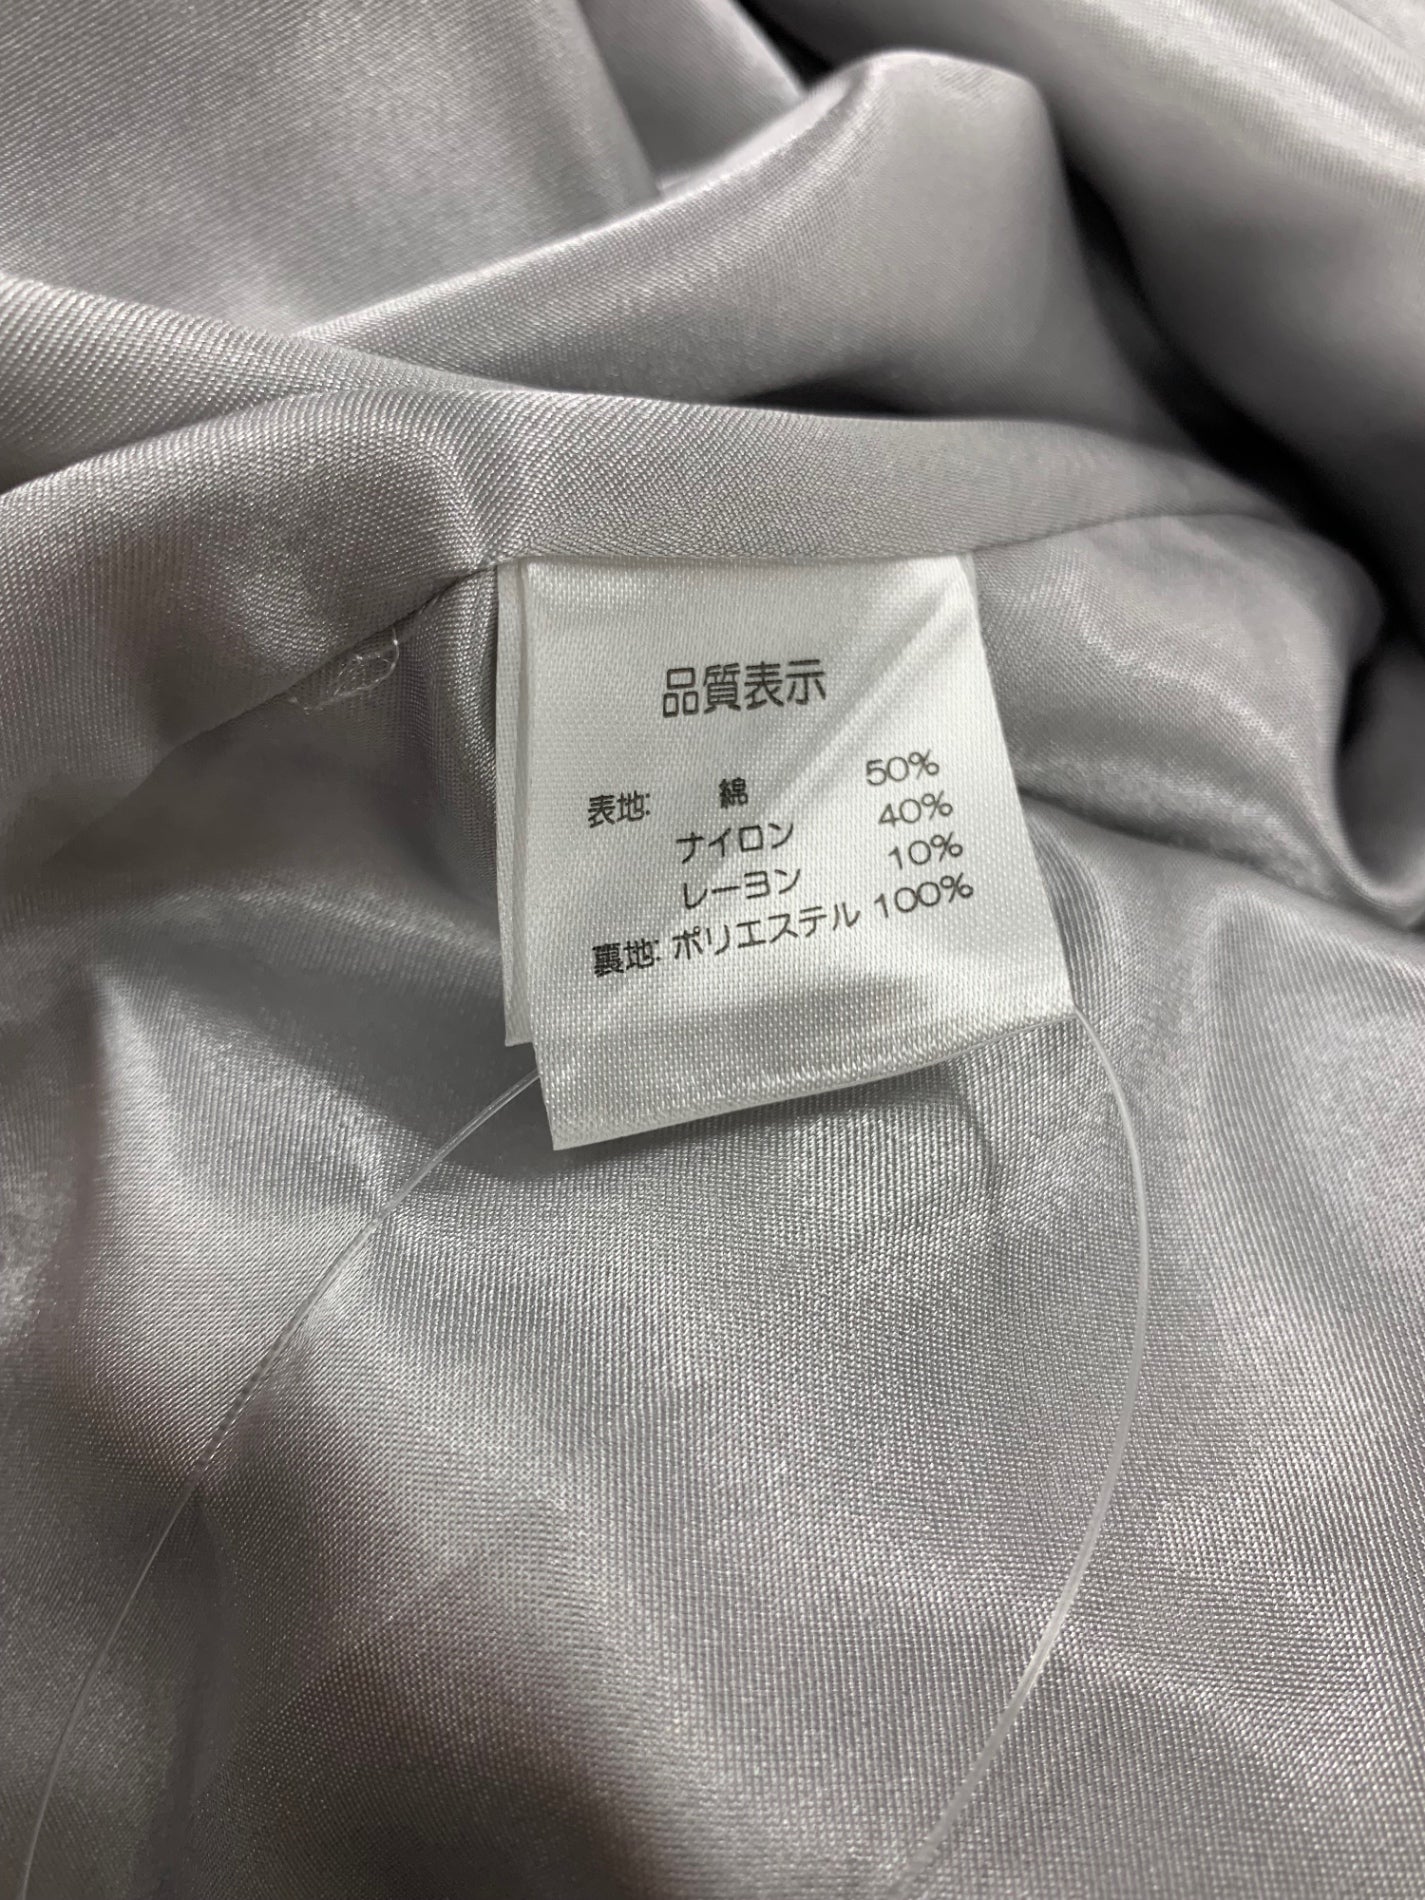 品質表示
表地: 綿 50%
ナイロン 40%
レーヨン 10%
裏地: ポリエステル 100%